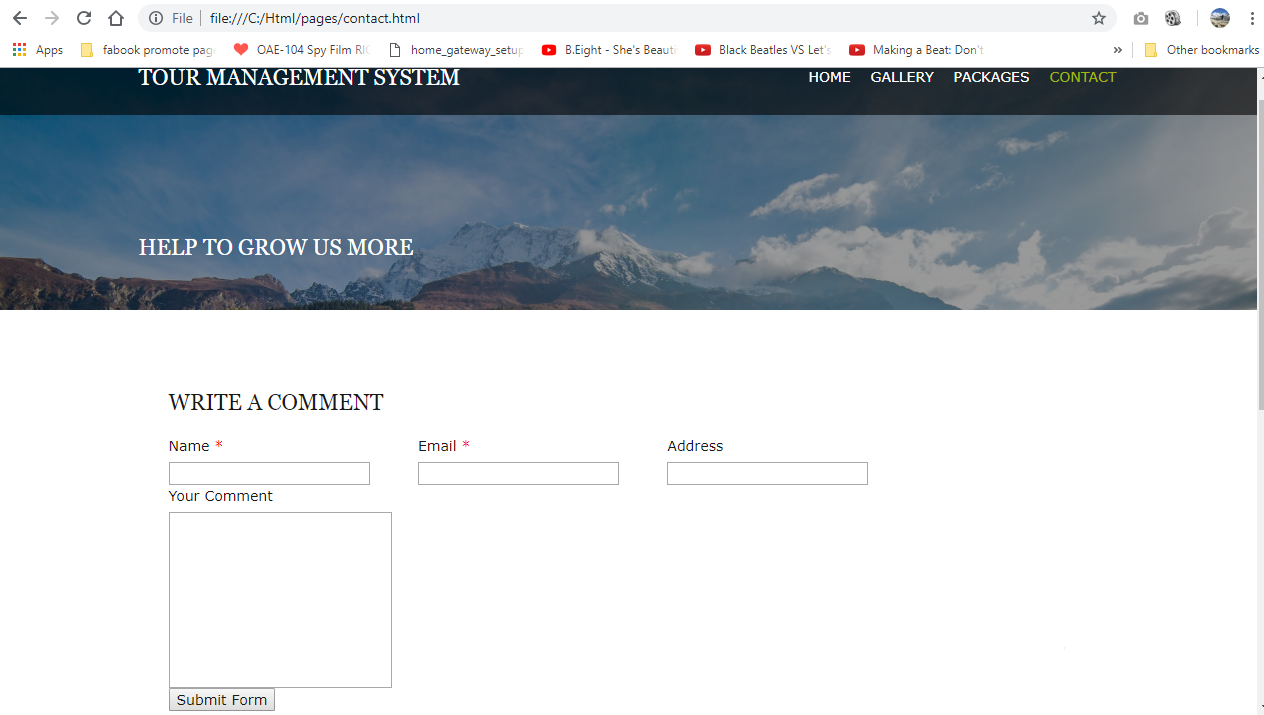 File file:///C:/Html/pages/contact.html
Apps fabook promote pag OAE-104 Spy Film RIC home_gateway_setup B.Eight - She's Beauti Black Beatles VS Let's Making a Beat: Don't » Other bookmarks
TOUR MANAGEMENT SYSTEM HOME GALLERY PACKAGES CONTACT
HELP TO GROW US MORE
WRITE A COMMENT
Name * Email * Address
Your Comment
Submit Form